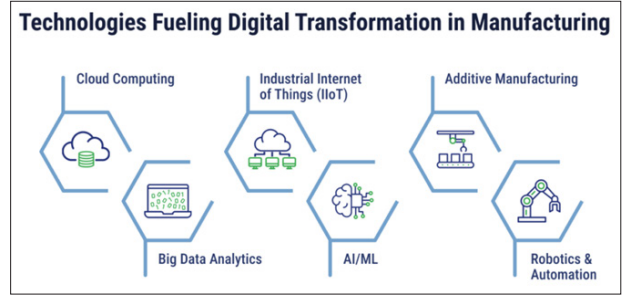 Technologies Fueling Digital Transformation in Manufacturing
Cloud Computing
Industrial Internet
of Things (IIoT)
Additive Manufacturing
Big Data Analytics
AI/ML
Robotics &
Automation